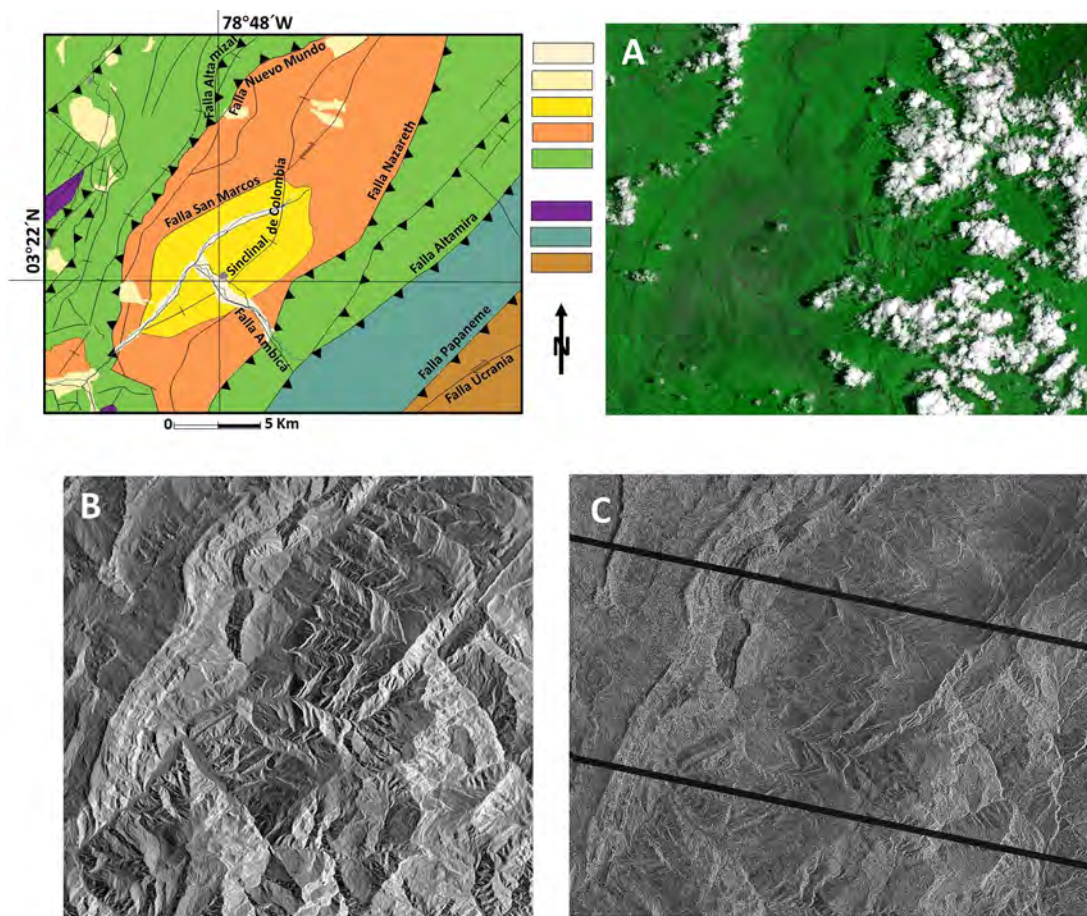 78°48´W
03°22´N
Falla Altamizal
Falla Nuevo Mundo
Falla San Marcos
Sinclinal de Colombia
Falla Nazareth
Falla Altamira
Falla Ambicá
Falla Papaneme
Falla Ucrania
0 5 Km
N
A
B
C